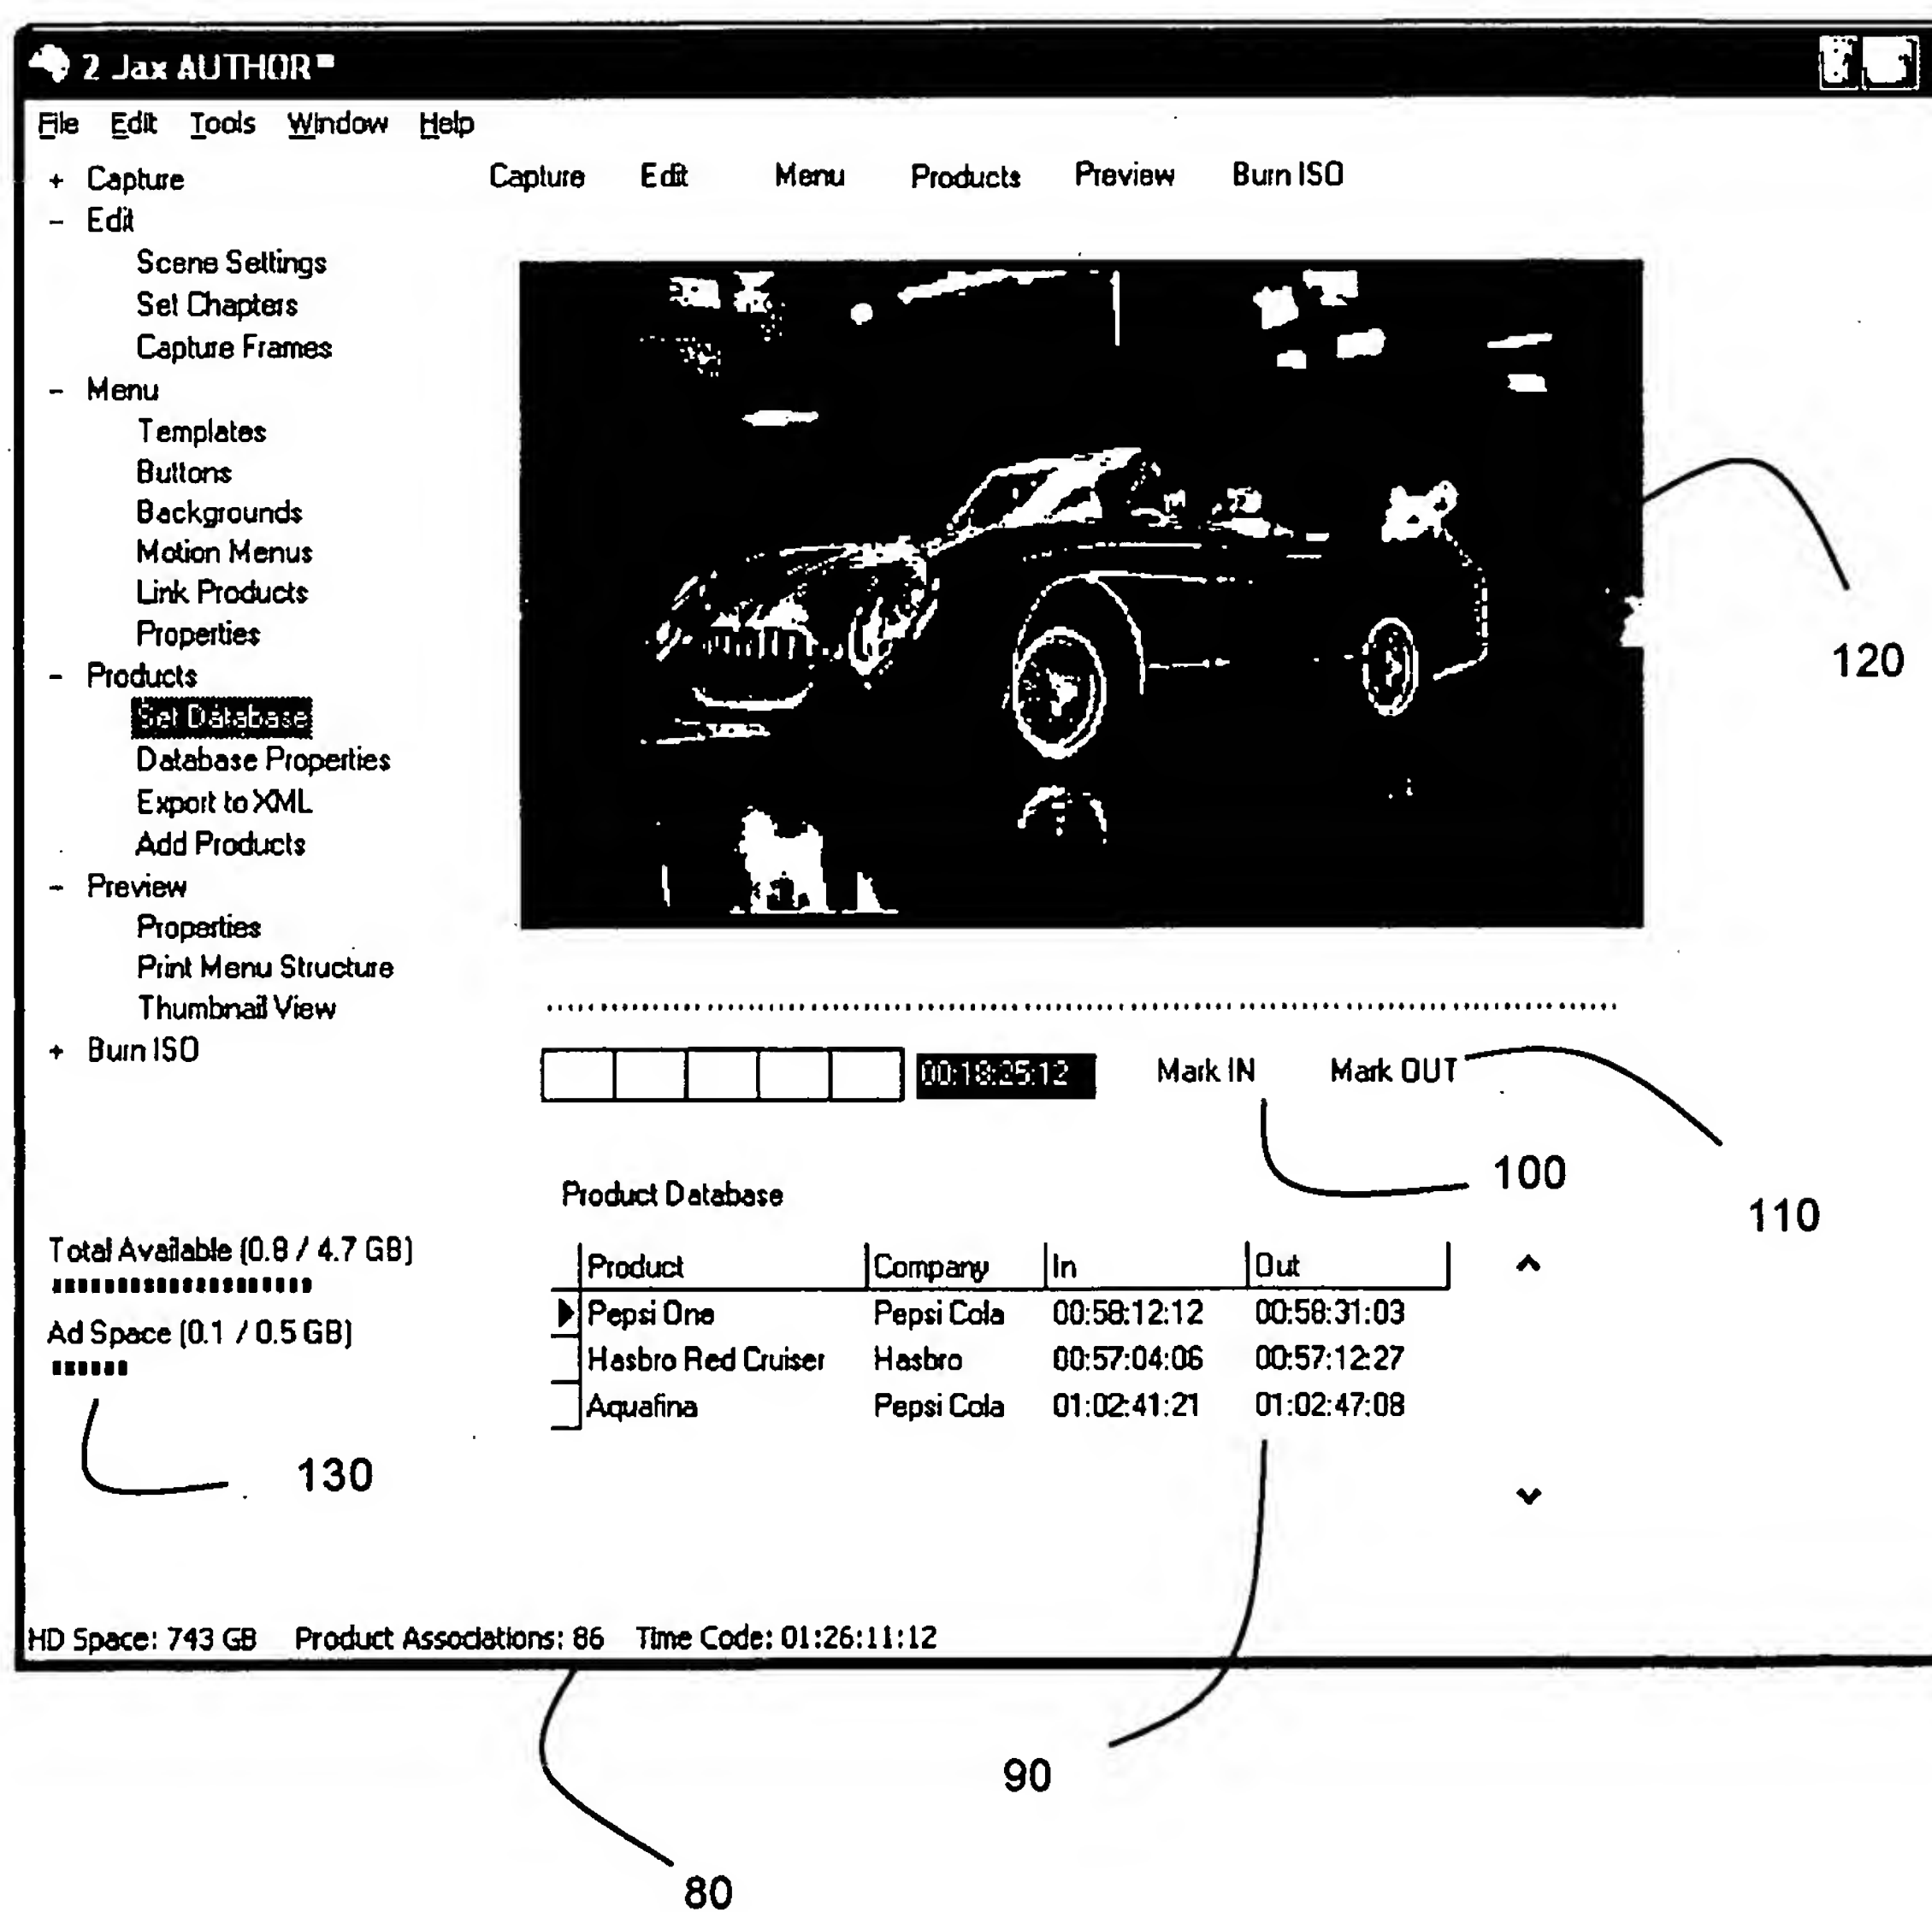 2 Jax AUTHOR™
File Edit Tools Window Help
+ Capture
- Edit
Scene Settings
Set Chapters
Capture Frames
- Menu
Templates
Buttons
Backgrounds
Motion Menus
Link Products
Properties
- Products
Set Database
Database Properties
Export to XML
Add Products
- Preview
Properties
Print Menu Structure
Thumbnail View
+ Burn ISO
Capture Edit Menu Products Preview Burn ISO
120
00:18:25:12 Mark IN Mark OUT
100
110
Product Database
Product Company In Out
Pepsi One Pepsi Cola 00:58:12:12 00:58:31:03
Hasbro Red Cruiser Hasbro 00:57:04:06 00:57:12:27
Aquafina Pepsi Cola 01:02:41:21 01:02:47:08
Total Available (0.8 / 4.7 GB)
Ad Space (0.1 / 0.5 GB)
130
HD Space: 743 GB Product Associations: 86 Time Code: 01:26:11:12
90
80